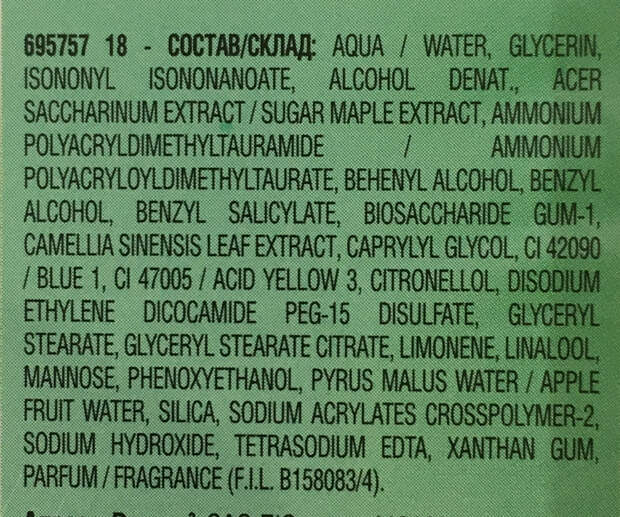 695757 18 - СОСТАВ/СКЛАД: AQUA / WATER, GLYCERIN,
ISONONYL ISONONANOATE, ALCOHOL DENAT., ACER
SACCHARINUM EXTRACT / SUGAR MAPLE EXTRACT, AMMONIUM
POLYACRYLDIMETHYLTAURAMIDE / AMMONIUM
POLYACRYLOYLDIMETHYLTAURATE, BEHENYL ALCOHOL, BENZYL
ALCOHOL, BENZYL SALICYLATE, BIOSACCHARIDE GUM-1,
CAMELLIA SINENSIS LEAF EXTRACT, CAPRYLYL GLYCOL, CI 42090
/ BLUE 1, CI 47005 / ACID YELLOW 3, CITRONELLOL, DISODIUM
ETHYLENE DICOCAMIDE PEG-15 DISULFATE, GLYCERYL
STEARATE, GLYCERYL STEARATE CITRATE, LIMONENE, LINALOOL,
MANNOSE, PHENOXYETHANOL, PYRUS MALUS WATER / APPLE
FRUIT WATER, SILICA, SODIUM ACRYLATES CROSSPOLYMER-2,
SODIUM HYDROXIDE, TETRASODIUM EDTA, XANTHAN GUM,
PARFUM / FRAGRANCE (F.I.L. B158083/4).